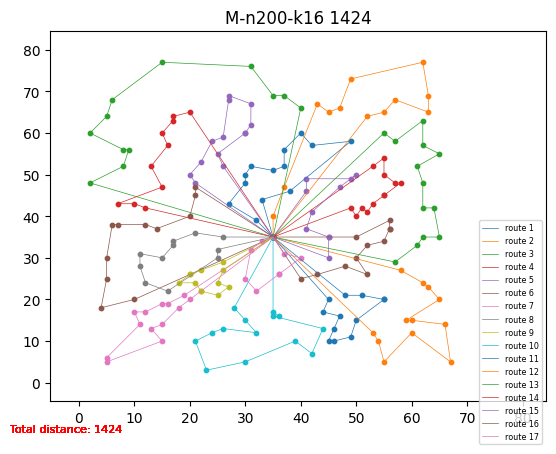 M-n200-k16 1424
80
70
60
50
40
30
20
10
0
route 1
route 2
route 3
route 4
route 5
route 6
route 7
route 8
route 9
route 10
route 11
route 12
route 13
route 14
route 15
route 16
route 17
0 10 20 30 40 50 60 70 80
Total distance: 1424